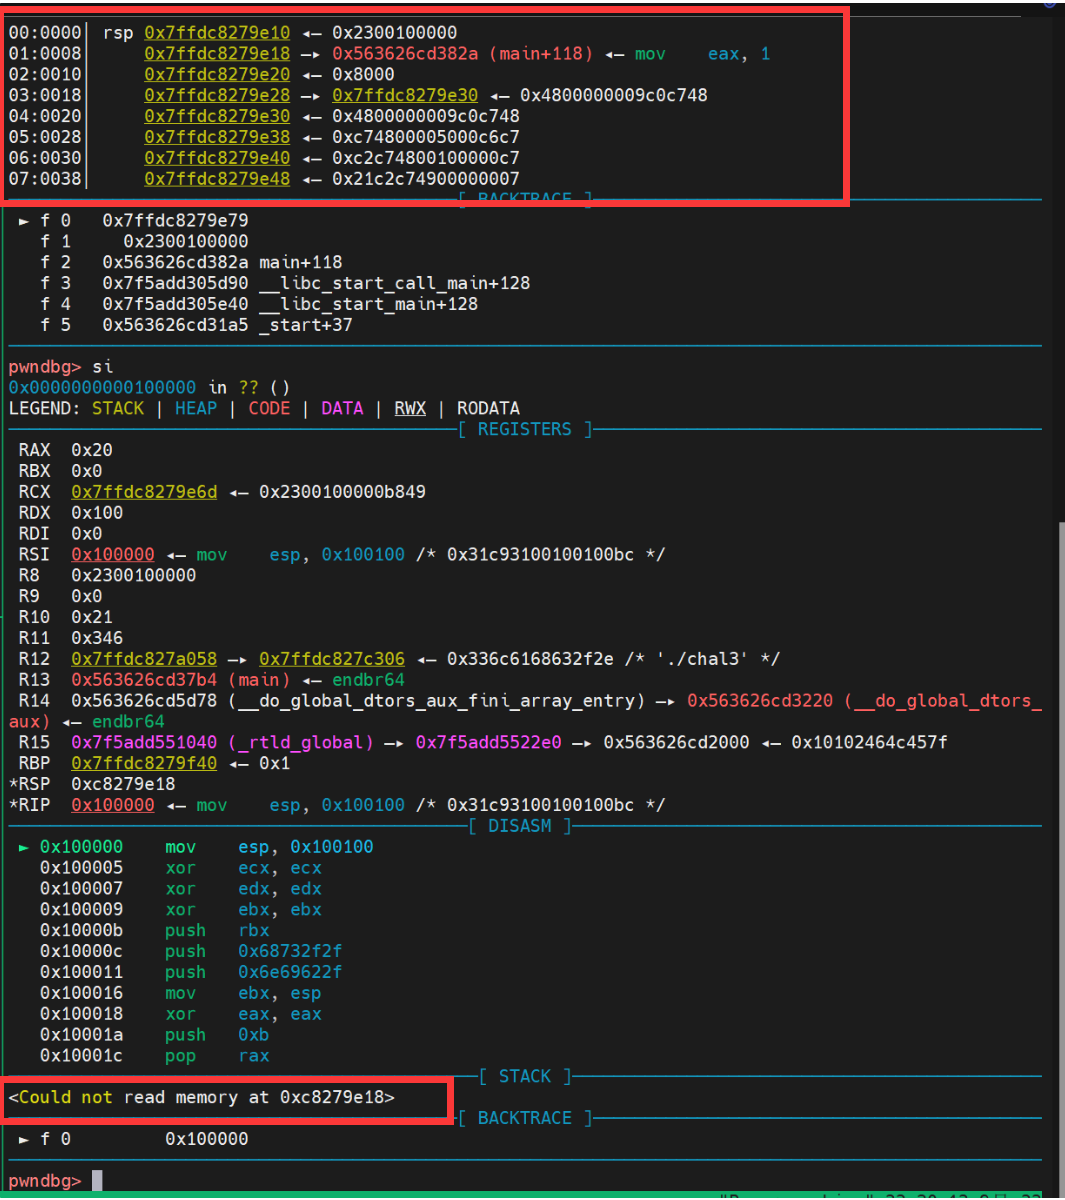 00:0000│ rsp 0x7ffdc8279e10 ◂— 0x2300100000
01:0008│ 0x7ffdc8279e18 —▸ 0x563626cd382a (main+118) ◂— mov eax, 1
02:0010│ 0x7ffdc8279e20 ◂— 0x8000
03:0018│ 0x7ffdc8279e28 —▸ 0x7ffdc8279e30 ◂— 0x4800000009c0c748
04:0020│ 0x7ffdc8279e30 ◂— 0x4800000009c0c748
05:0028│ 0x7ffdc8279e38 ◂— 0xc74800005000c6c7
06:0030│ 0x7ffdc8279e40 ◂— 0xc2c74800100000c7
07:0038│ 0x7ffdc8279e48 ◂— 0x21c2c74900000007
[ BACKTRACE ]
► f 0 0x7ffdc8279e79
f 1 0x2300100000
f 2 0x563626cd382a main+118
f 3 0x7f5add305d90 __libc_start_call_main+128
f 4 0x7f5add305e40 __libc_start_main+128
f 5 0x563626cd31a5 _start+37
pwndbg> si
0x0000000000100000 in ?? ()
LEGEND: STACK | HEAP | CODE | DATA | RWX | RODATA
[ REGISTERS ]
RAX 0x20
RBX 0x0
RCX 0x7ffdc8279e6d ◂— 0x2300100000b849
RDX 0x100
RDI 0x0
RSI 0x100000 ◂— mov esp, 0x100100 /* 0x31c93100100100bc */
R8 0x2300100000
R9 0x0
R10 0x21
R11 0x346
R12 0x7ffdc827a058 —▸ 0x7ffdc827c306 ◂— 0x336c6168632f2e /* './chal3' */
R13 0x563626cd37b4 (main) ◂— endbr64
R14 0x563626cd5d78 (__do_global_dtors_aux_fini_array_entry) —▸ 0x563626cd3220 (__do_global_dtors_
aux) ◂— endbr64
R15 0x7f5add551040 (_rtld_global) —▸ 0x7f5add5522e0 —▸ 0x563626cd2000 ◂— 0x10102464c457f
RBP 0x7ffdc8279f40 ◂— 0x1
*RSP 0xc8279e18
*RIP 0x100000 ◂— mov esp, 0x100100 /* 0x31c93100100100bc */
[ DISASM ]
► 0x100000 mov esp, 0x100100
0x100005 xor ecx, ecx
0x100007 xor edx, edx
0x100009 xor ebx, ebx
0x10000b push rbx
0x10000c push 0x68732f2f
0x100011 push 0x6e69622f
0x100016 mov ebx, esp
0x100018 xor eax, eax
0x10001a push 0xb
0x10001c pop rax
[ STACK ]
<Could not read memory at 0xc8279e18>
[ BACKTRACE ]
► f 0 0x100000
pwndbg>